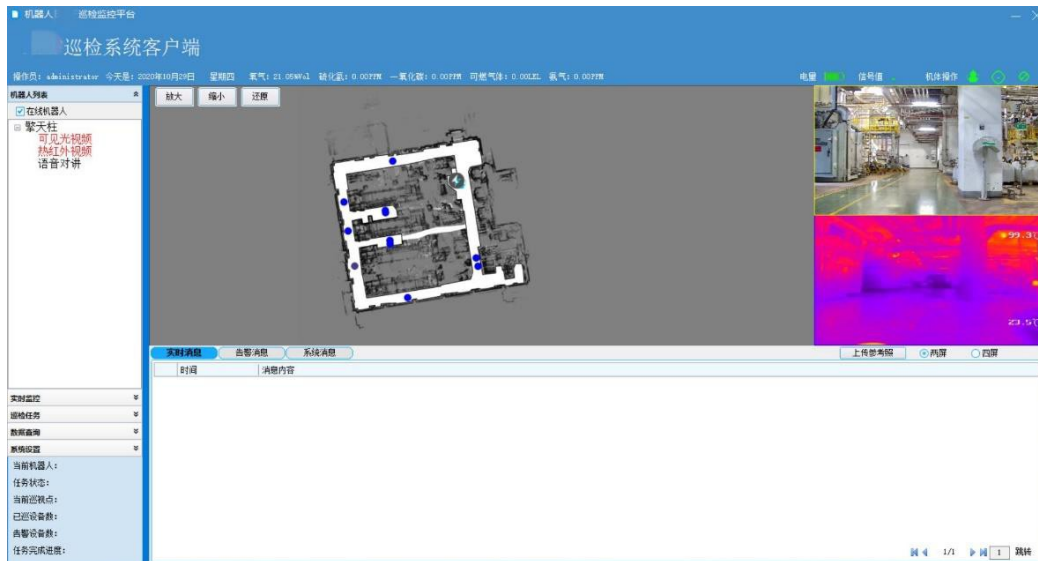 机器人 巡检监控平台
巡检系统客户端
操作员: administrator 今天是: 2020年10月29日 星期四 氧气: 21.05%Vol 硫化氢: 0.00PPM 一氧化碳: 0.00PPM 可燃气体: 0.00LEL 氨气: 0.00PPM 电量 信号值 机体操作
机器人列表
放大 缩小 还原
在线机器人
擎天柱
可见光视频
热红外视频
语音对讲
99.3℃
23.5℃
实时消息 告警消息 系统消息 上传参考照 两屏 四屏
时间 消息内容
实时监控
巡检任务
数据查询
系统设置
当前机器人:
任务状态:
当前巡视点:
已巡设备数:
告警设备数:
任务完成进度:
1/1 1 跳转